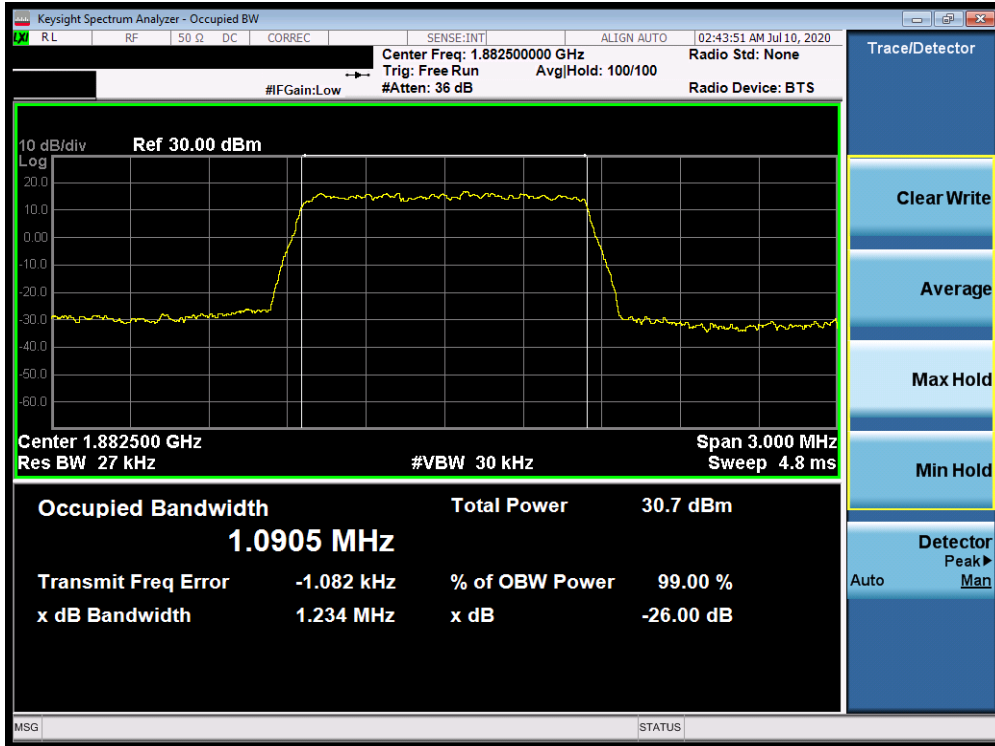 Keysight Spectrum Analyzer - Occupied BW
LXI RL RF 50 Ω DC CORREC SENSE:INT ALIGN AUTO 02:43:51 AM Jul 10, 2020
Center Freq: 1.882500000 GHz Radio Std: None
Trig: Free Run Avg|Hold: 100/100
#IFGain:Low #Atten: 36 dB Radio Device: BTS
10 dB/div Ref 30.00 dBm
Log
20.0
10.0
0.00
-10.0
-20.0
-30.0
-40.0
-50.0
-60.0
Center 1.882500 GHz Span 3.000 MHz
Res BW 27 kHz #VBW 30 kHz Sweep 4.8 ms
Occupied Bandwidth Total Power 30.7 dBm
1.0905 MHz
Transmit Freq Error -1.082 kHz % of OBW Power 99.00 %
x dB Bandwidth 1.234 MHz x dB -26.00 dB
MSG STATUS
Trace/Detector
Clear Write
Average
Max Hold
Min Hold
Detector
Peak▶
Auto Man